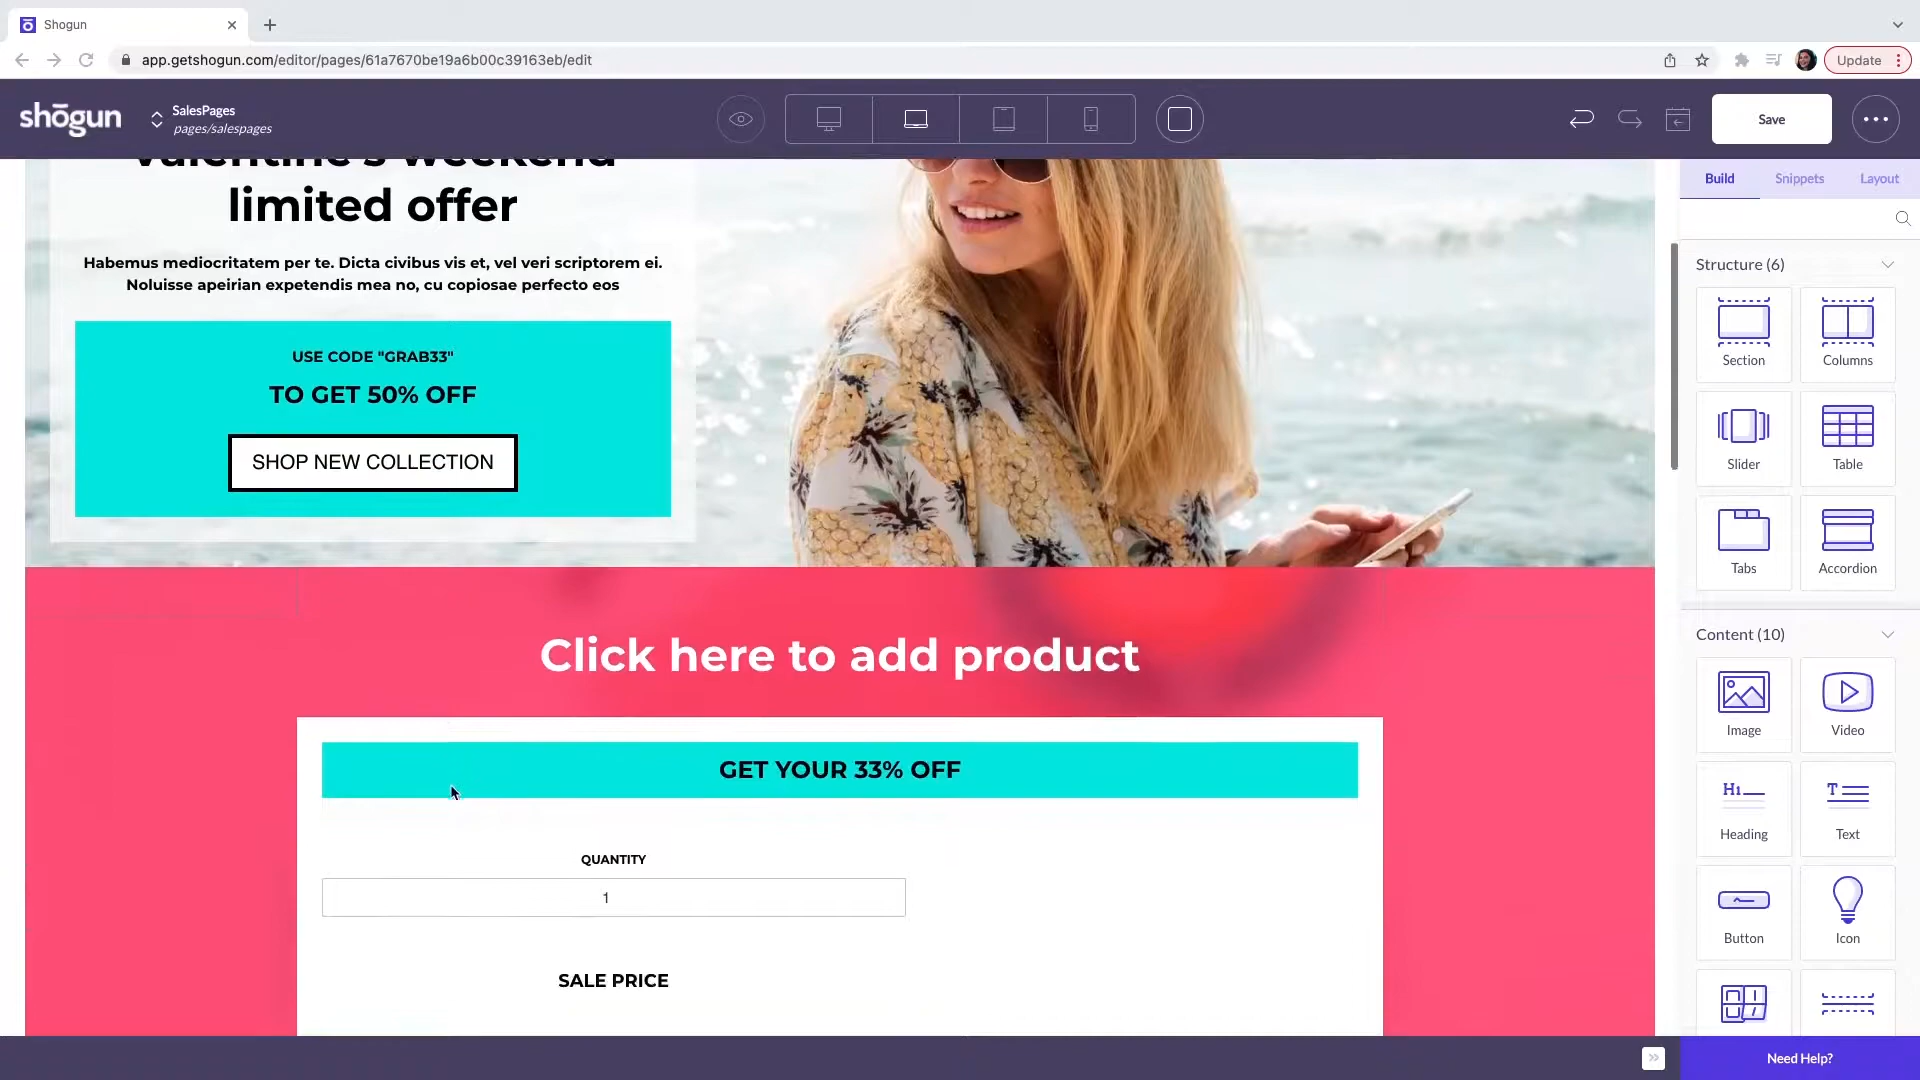 Shogun
app.getshogun.com/editor/pages/61a7670be19a6b00c39163eb/edit
Update
shōgun
SalesPages
pages/salespages
Save
Build
Snippets
Layout
Valentine's weekend
limited offer
Habemus mediocritatem per te. Dicta civibus vis et, vel veri scriptorem ei.
Noluisse apeirian expetendis mea no, cu copiosae perfecto eos
USE CODE "GRAB33"
TO GET 50% OFF
SHOP NEW COLLECTION
Click here to add product
GET YOUR 33% OFF
QUANTITY
1
SALE PRICE
Structure (6)
Section
Columns
Slider
Table
Tabs
Accordion
Content (10)
Image
Video
H1
Heading
T
Text
Button
Icon
Need Help?